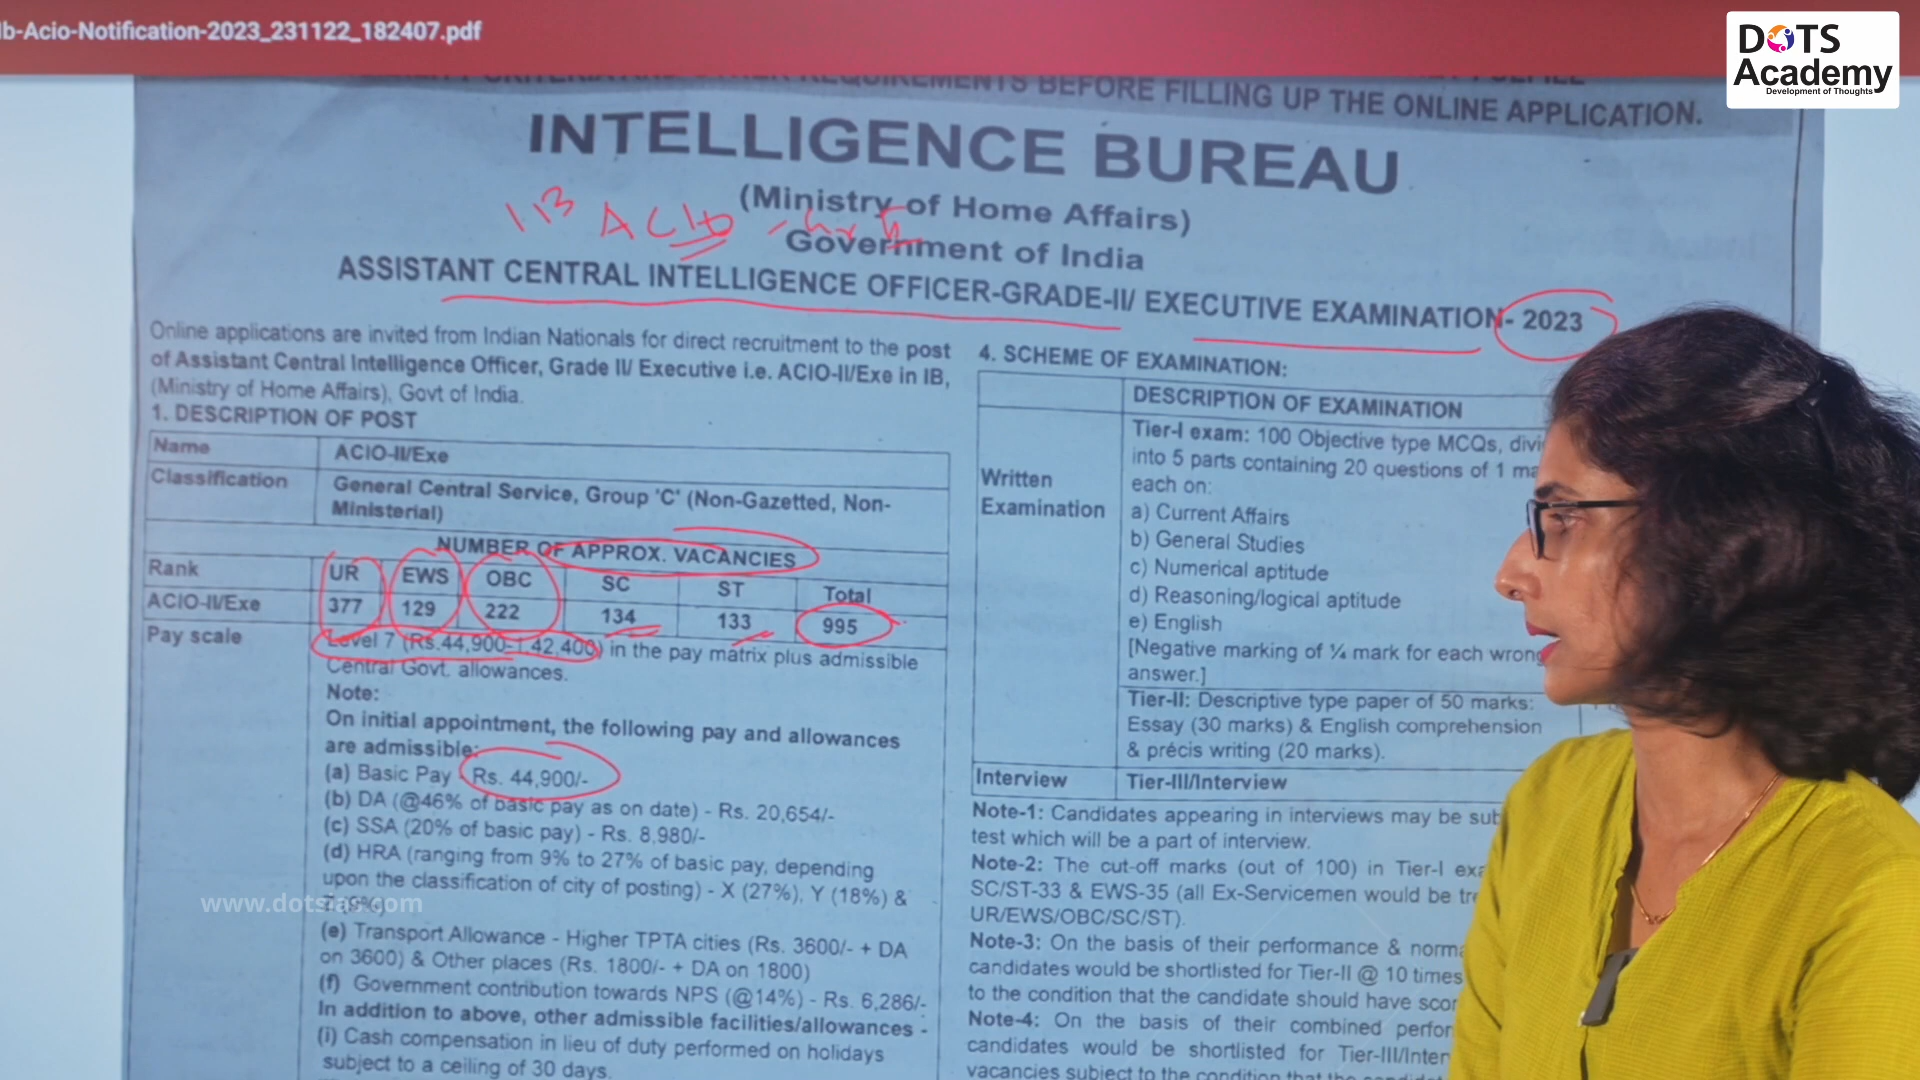 Ib-Acio-Notification-2023_231122_182407.pdf
DOTS
Academy
Development of Thoughts
REQUIREMENTS BEFORE FILLING UP THE ONLINE APPLICATION.
INTELLIGENCE BUREAU
(Ministry of Home Affairs)
IB ACIO
Government of India
ASSISTANT CENTRAL INTELLIGENCE OFFICER-GRADE-II/ EXECUTIVE EXAMINATION- 2023
Online applications are invited from Indian Nationals for direct recruitment to the post
of Assistant Central Intelligence Officer, Grade II/ Executive i.e. ACIO-II/Exe in IB,
(Ministry of Home Affairs), Govt of India.
1. DESCRIPTION OF POST
Name ACIO-II/Exe
Classification General Central Service, Group 'C' (Non-Gazetted, Non-
Ministerial)
NUMBER OF APPROX. VACANCIES
Rank UR EWS OBC SC ST Total
ACIO-II/Exe 377 129 222 134 133 995
Pay scale Level 7 (Rs.44,900-1,42,400) in the pay matrix plus admissible
Central Govt. allowances.
Note:
On initial appointment, the following pay and allowances
are admissible:
(a) Basic Pay - Rs. 44,900/-
(b) DA (@46% of basic pay as on date) - Rs. 20,654/-
(c) SSA (20% of basic pay) - Rs. 8,980/-
(d) HRA (ranging from 9% to 27% of basic pay, depending
upon the classification of city of posting) - X (27%), Y (18%) &
Z (9%)
www.dotsias.com
(e) Transport Allowance - Higher TPTA cities (Rs. 3600/- + DA
on 3600) & Other places (Rs. 1800/- + DA on 1800)
(f) Government contribution towards NPS (@14%) - Rs. 6,286/-
In addition to above, other admissible facilities/allowances -
(i) Cash compensation in lieu of duty performed on holidays
subject to a ceiling of 30 days.
4. SCHEME OF EXAMINATION:
DESCRIPTION OF EXAMINATION
Written
Examination
Tier-I exam: 100 Objective type MCQs, divi
into 5 parts containing 20 questions of 1 ma
each on:
a) Current Affairs
b) General Studies
c) Numerical aptitude
d) Reasoning/logical aptitude
e) English
[Negative marking of ¼ mark for each wrong
answer.]
Tier-II: Descriptive type paper of 50 marks:
Essay (30 marks) & English comprehension
& précis writing (20 marks).
Interview Tier-III/Interview
Note-1: Candidates appearing in interviews may be sub
test which will be a part of interview.
Note-2: The cut-off marks (out of 100) in Tier-I exa
SC/ST-33 & EWS-35 (all Ex-Servicemen would be tre
UR/EWS/OBC/SC/ST).
Note-3: On the basis of their performance & norma
candidates would be shortlisted for Tier-II @ 10 times
to the condition that the candidate should have scor
Note-4: On the basis of their combined perfor
candidates would be shortlisted for Tier-III/Inter
vacancies subject to the condition that the